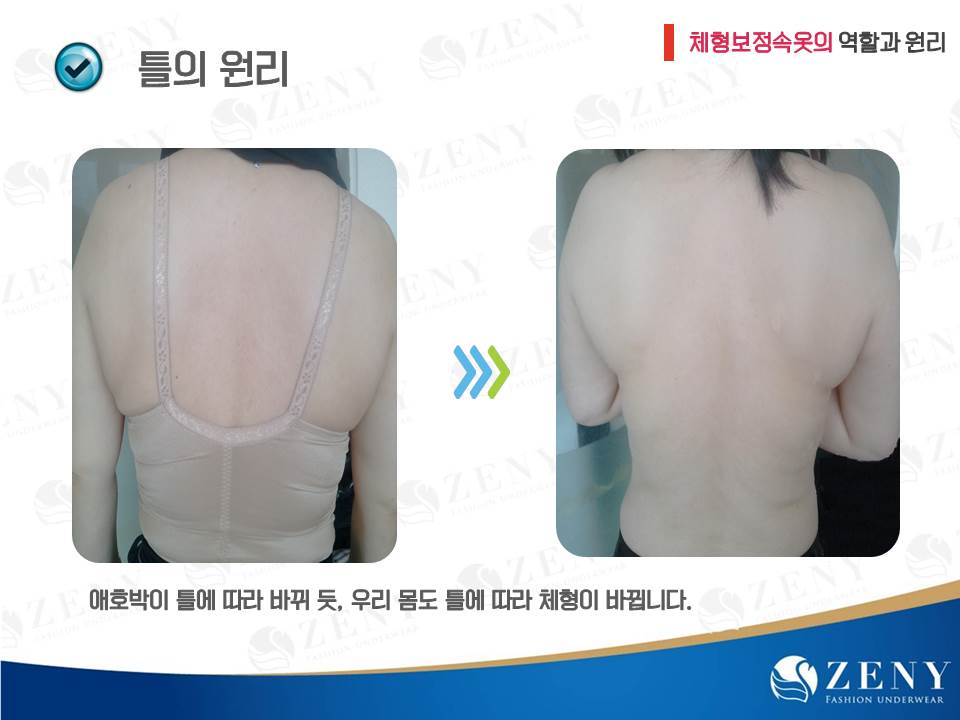 체형보정속옷의 역할과 원리
틀의 원리
애호박이 틀에 따라 바뀌 듯, 우리 몸도 틀에 따라 체형이 바뀝니다.
ZENY
FASHION UNDERWEAR